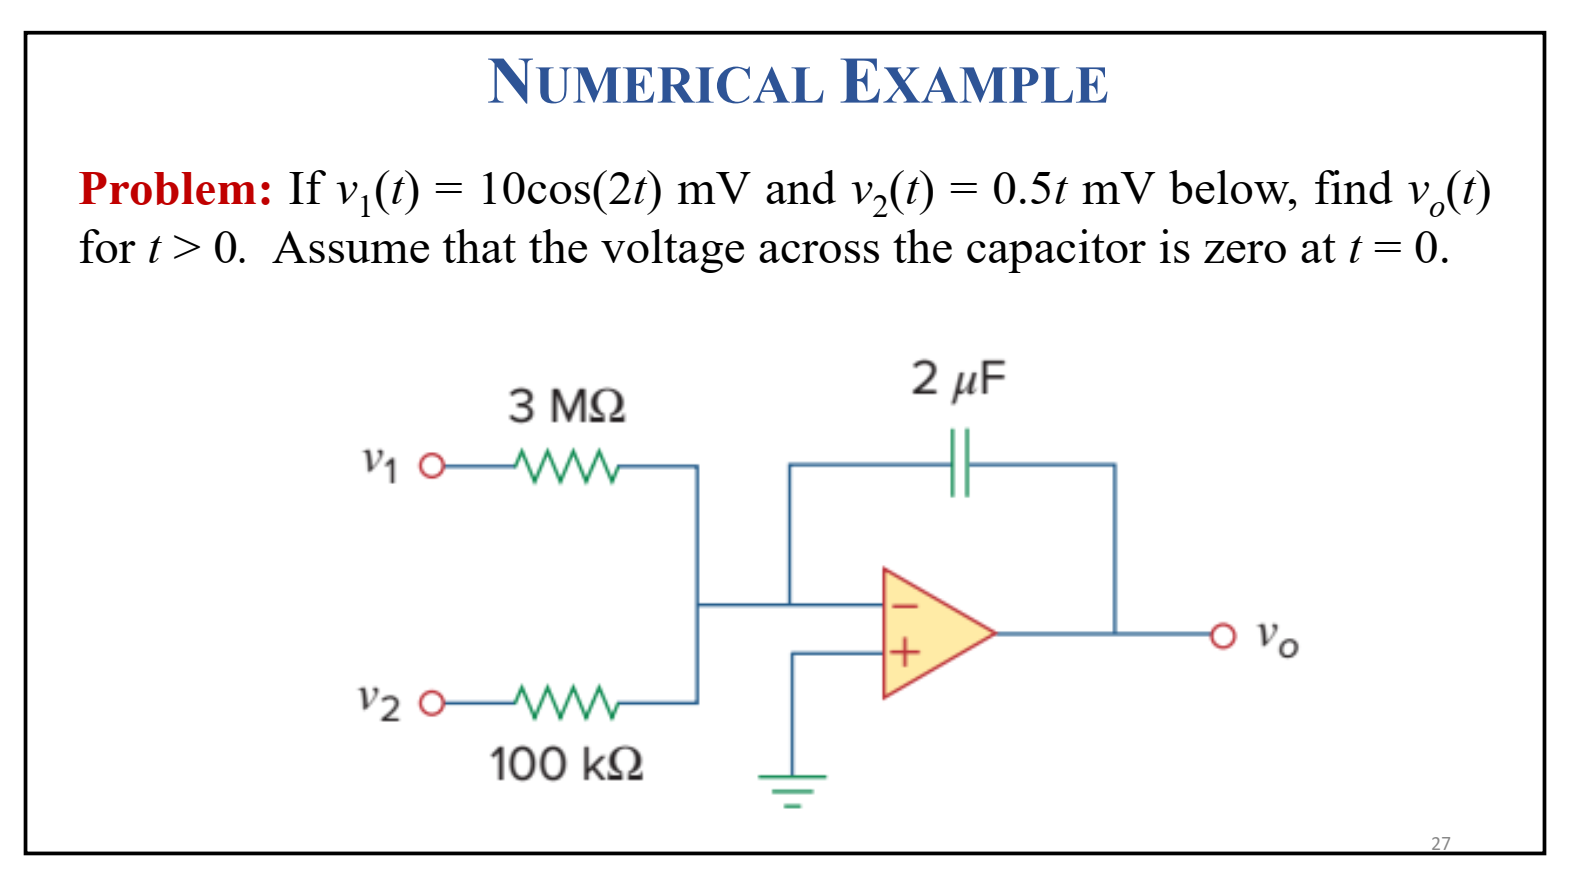 NUMERICAL EXAMPLE
Problem: If v₁(t) = 10cos(2t) mV and v₂(t) = 0.5t mV below, find vₒ(t)
for t > 0. Assume that the voltage across the capacitor is zero at t = 0.
2 μF
3 MΩ
v₁
−
+
vₒ
v₂
100 kΩ
27